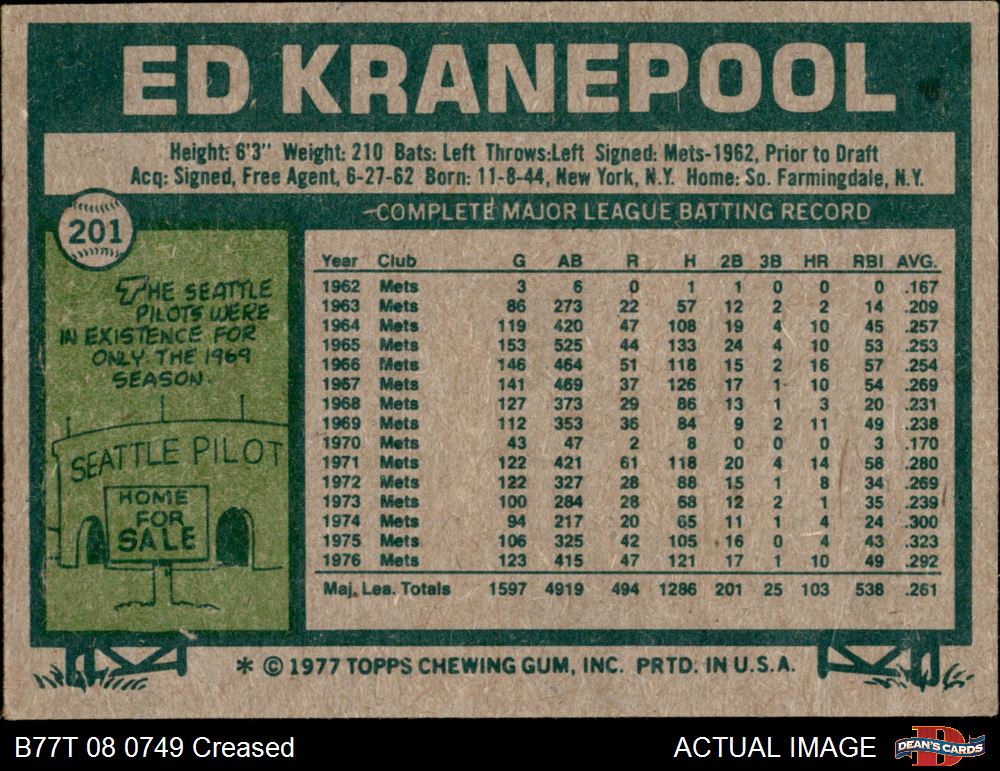 ED KRANEPOOL
Height: 6'3" Weight: 210 Bats: Left Throws:Left Signed: Mets-1962, Prior to Draft
Acq: Signed, Free Agent, 6-27-62 Born: 11-8-44, New York, N.Y. Home: So. Farmingdale, N.Y.
201
COMPLETE MAJOR LEAGUE BATTING RECORD
THE SEATTLE
PILOTS WERE
IN EXISTENCE FOR
ONLY THE 1969
SEASON.
SEATTLE PILOT
HOME
FOR
SALE
Year Club G AB R H 2B 3B HR RBI AVG.
1962 Mets 3 6 0 1 1 0 0 0 .167
1963 Mets 86 273 22 57 12 2 2 14 .209
1964 Mets 119 420 47 108 19 4 10 45 .257
1965 Mets 153 525 44 133 24 4 10 53 .253
1966 Mets 146 464 51 118 15 2 16 57 .254
1967 Mets 141 469 37 126 17 1 10 54 .269
1968 Mets 127 373 29 86 13 1 3 20 .231
1969 Mets 112 353 36 84 9 2 11 49 .238
1970 Mets 43 47 2 8 0 0 0 3 .170
1971 Mets 122 421 61 118 20 4 14 58 .280
1972 Mets 122 327 28 88 15 1 8 34 .269
1973 Mets 100 284 28 68 12 2 1 35 .239
1974 Mets 94 217 20 65 11 1 4 24 .300
1975 Mets 106 325 42 105 16 0 4 43 .323
1976 Mets 123 415 47 121 17 1 10 49 .292
Maj. Lea. Totals 1597 4919 494 1286 201 25 103 538 .261
* © 1977 TOPPS CHEWING GUM, INC. PRTD. IN U.S.A.
B77T 08 0749 Creased
ACTUAL IMAGE
DEAN'S CARDS